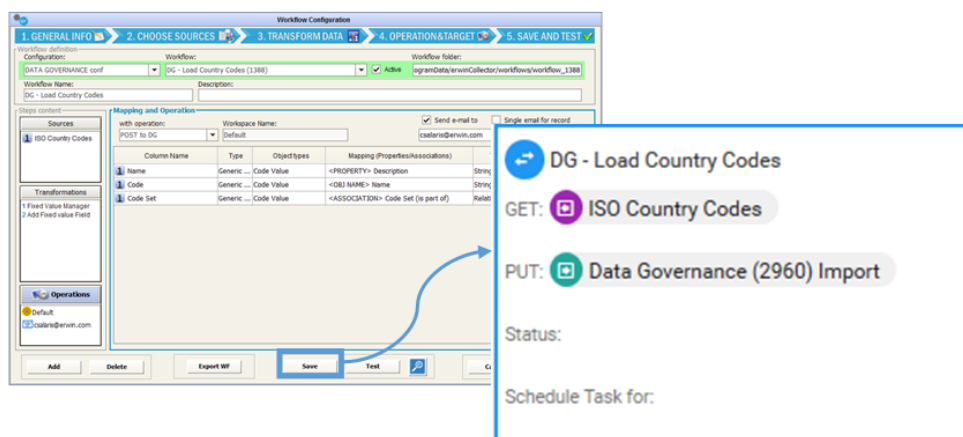 Workflow Configuration
1. GENERAL INFO 2. CHOOSE SOURCES 3. TRANSFORM DATA 4. OPERATION&TARGET 5. SAVE AND TEST
Workflow definition
Configuration: Workflow: Workflow folder:
DATA GOVERNANCE conf DG - Load Country Codes (1388) Active ogramData/erwinCollector/workflows/workflow_1388
Workflow Name: Description:
DG - Load Country Codes
Steps content Mapping and Operation
Sources with operation: Workspace Name: Send e-mail to Single email for record
1 ISO Country Codes POST to DG Default csalaris@erwin.com
Column Name Type Object types Mapping (Properties/Associations)
1 Name Generic ... Code Value <PROPERTY> Description String
1 Code Generic ... Code Value <OBJ NAME> Name String
1 Code Set Generic ... Code Value <ASSOCIATION> Code Set (is part of) Relati
Transformations
1 Fixed Value Manager
2 Add Fixed value Field
Operations
Default
csalaris@erwin.com
Add Delete Export WF Save Test
DG - Load Country Codes
GET: ISO Country Codes
PUT: Data Governance (2960) Import
Status:
Schedule Task for: